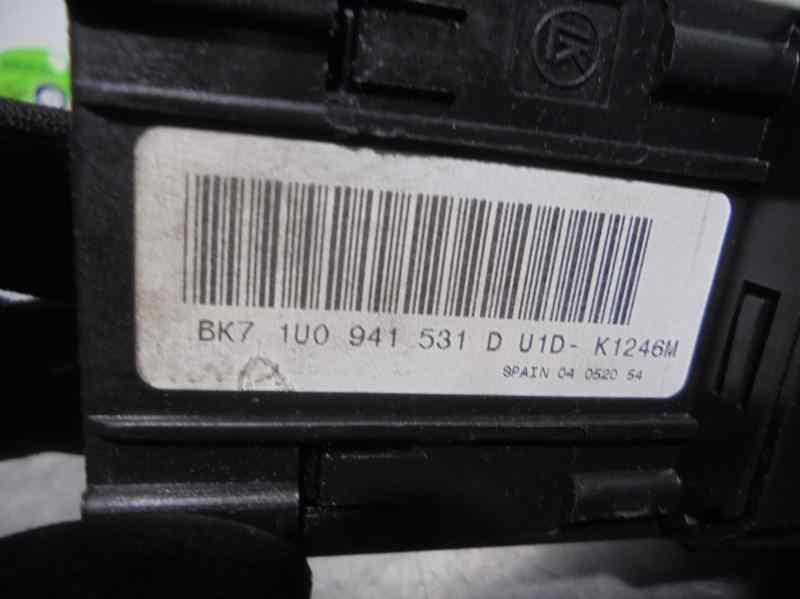 BK7 1U0 941 531 D U1D- K1246M
SPAIN 04 0520 54